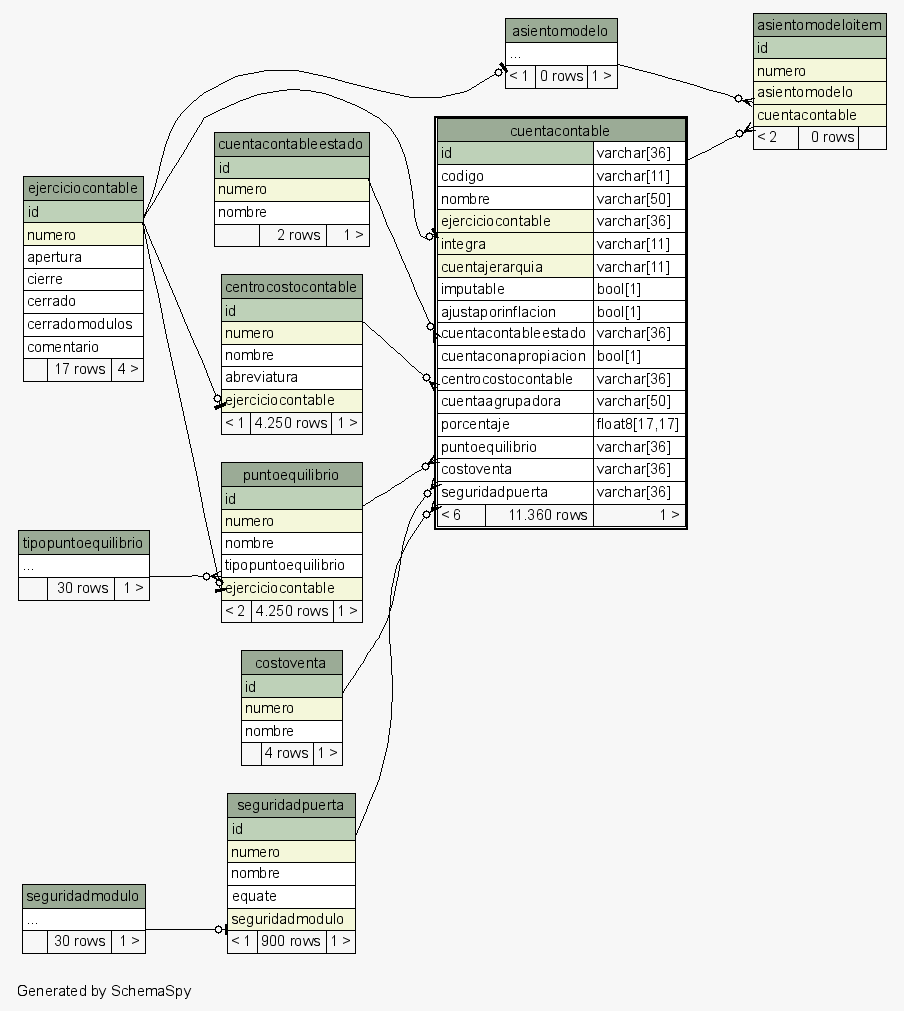 asientomodelo
...
< 1 0 rows 1 >
asientomodeloitem
id
numero
asientomodelo
cuentacontable
< 2 0 rows
cuentacontable
id varchar[36]
codigo varchar[11]
nombre varchar[50]
ejerciciocontable varchar[36]
integra varchar[11]
cuentajerarquia varchar[11]
imputable bool[1]
ajustaporinflacion bool[1]
cuentacontableestado varchar[36]
cuentaconapropiacion bool[1]
centrocostocontable varchar[36]
cuentaagrupadora varchar[50]
porcentaje float8[17,17]
puntoequilibrio varchar[36]
costoventa varchar[36]
seguridadpuerta varchar[36]
< 6 11.360 rows 1 >
cuentacontableestado
id
numero
nombre
2 rows 1 >
ejerciciocontable
id
numero
apertura
cierre
cerrado
cerradomodulos
comentario
17 rows 4 >
centrocostocontable
id
numero
nombre
abreviatura
ejerciciocontable
< 1 4.250 rows 1 >
puntoequilibrio
id
numero
nombre
tipopuntoequilibrio
ejerciciocontable
< 2 4.250 rows 1 >
tipopuntoequilibrio
...
30 rows 1 >
costoventa
id
numero
nombre
4 rows 1 >
seguridadpuerta
id
numero
nombre
equate
seguridadmodulo
< 1 900 rows 1 >
seguridadmodulo
...
30 rows 1 >
Generated by SchemaSpy